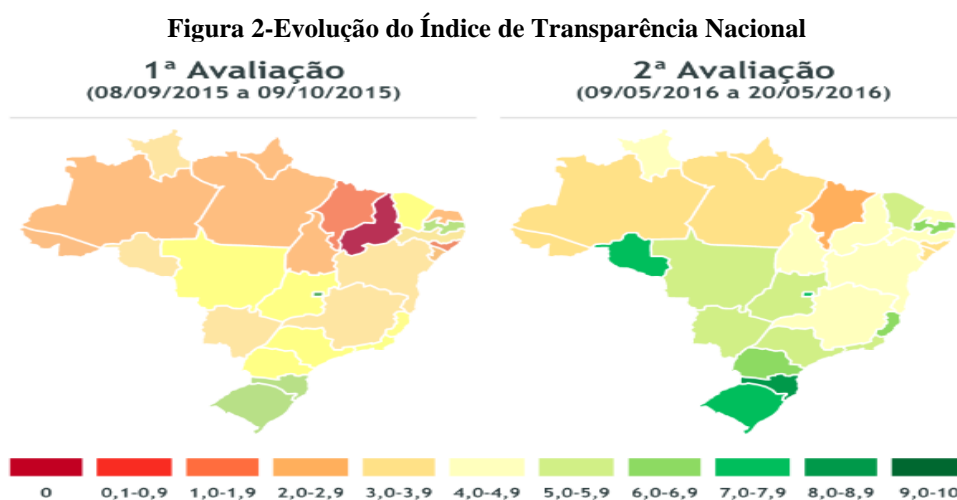 Figura 2-Evolução do Índice de Transparência Nacional
1ª Avaliação
(08/09/2015 a 09/10/2015)
2ª Avaliação
(09/05/2016 a 20/05/2016)
0 0,1-0,9 1,0-1,9 2,0-2,9 3,0-3,9 4,0-4,9 5,0-5,9 6,0-6,9 7,0-7,9 8,0-8,9 9,0-10